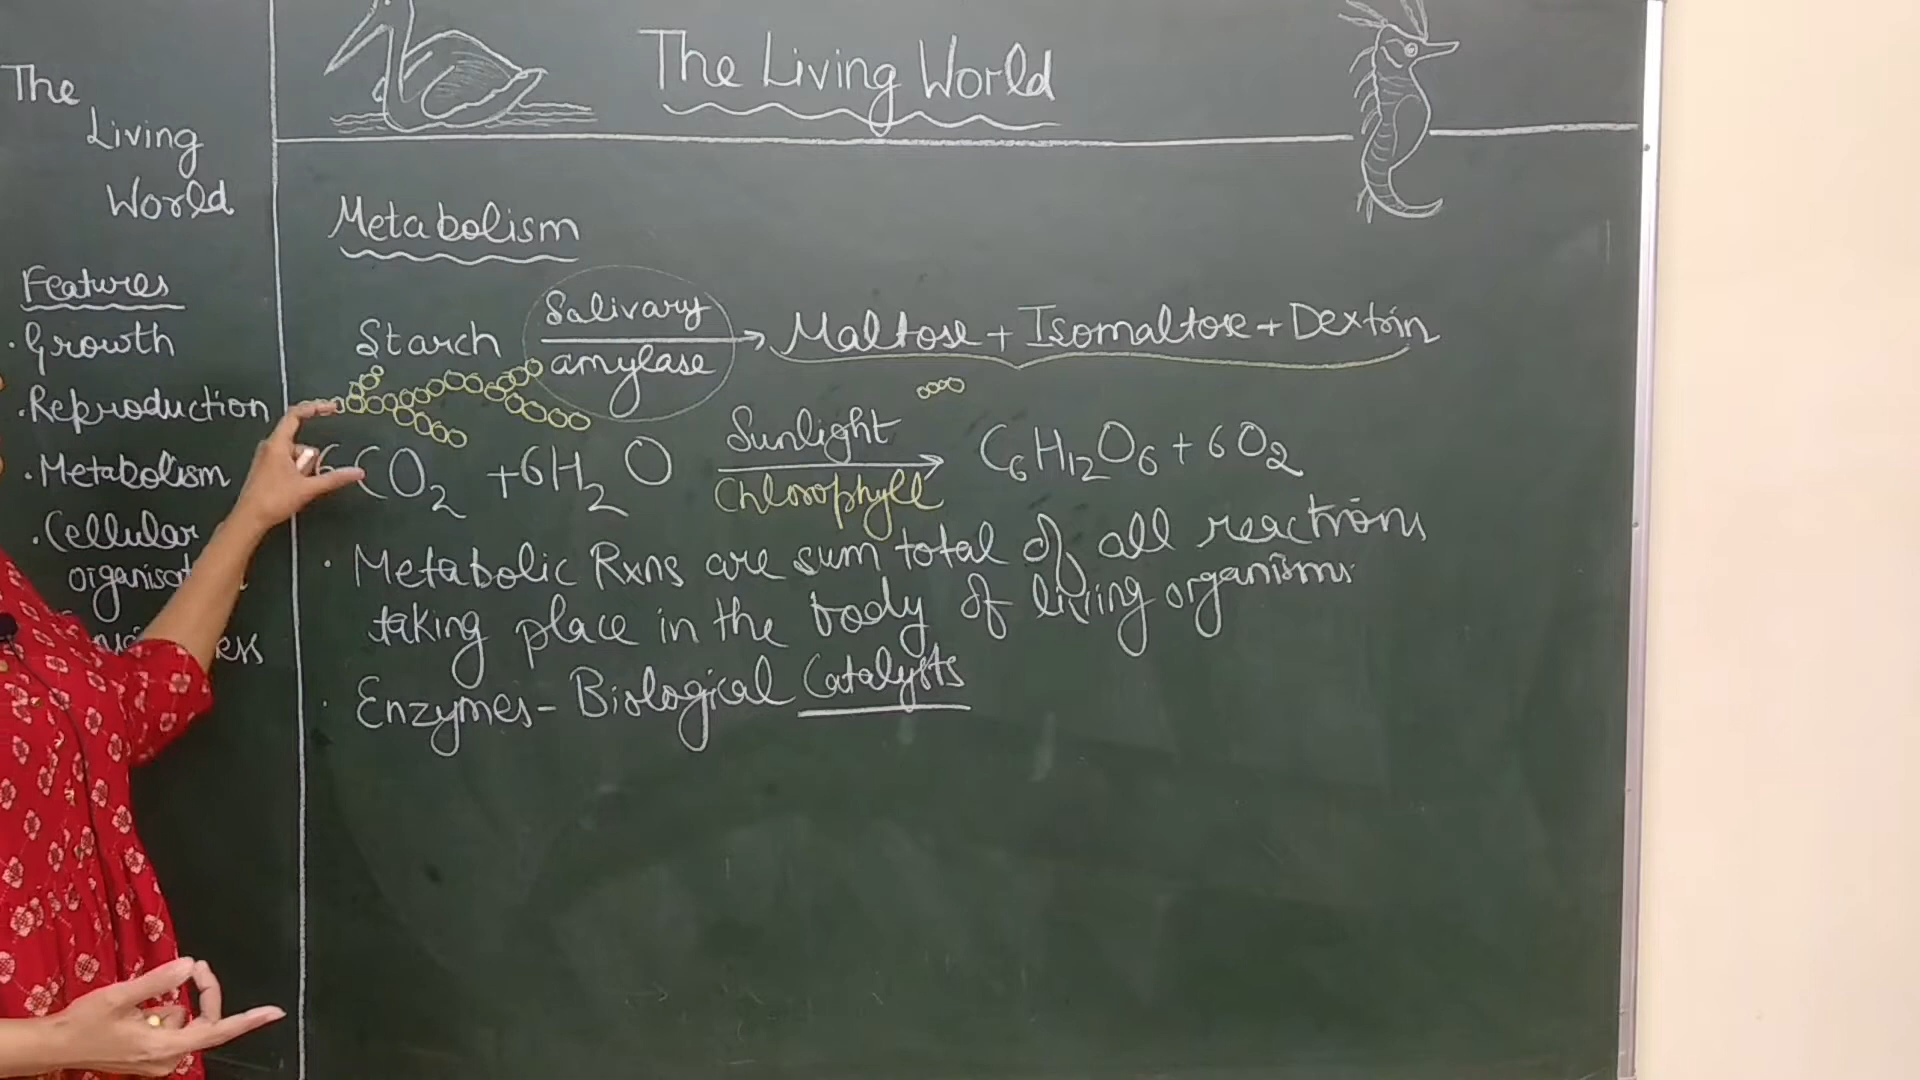 The
Living
World
Features
. Growth
. Reproduction
. Metabolism
. Cellular
The Living World
Metabolism
Starch Salivary amylase → Maltose + Isomaltose + Dextrin
6CO2 + 6H2O Sunlight Chlorophyll → C6H12O6 + 6O2
. Metabolic Rxns are sum total of all reactions
taking place in the body of living organisms
. Enzymes - Biological Catalysts